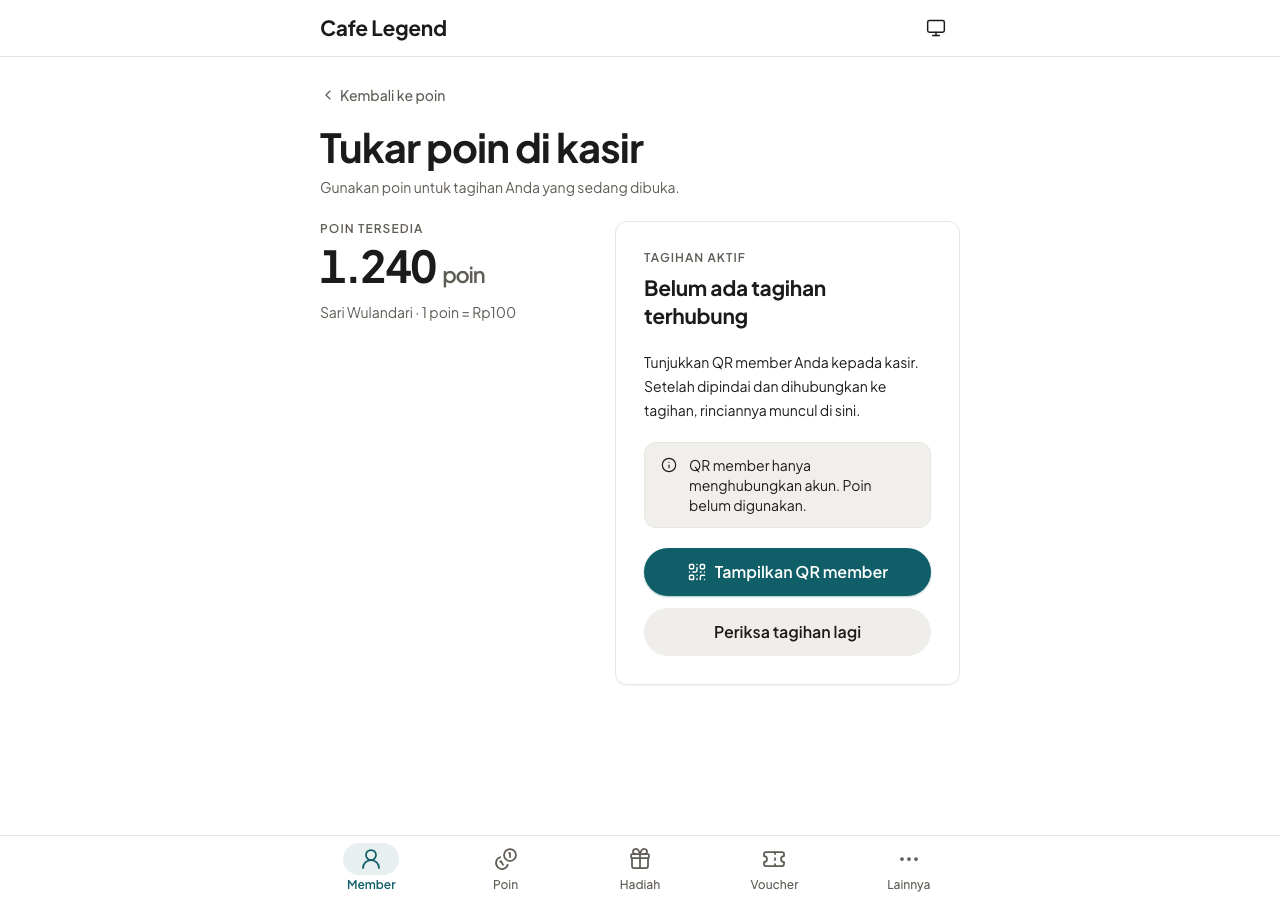 Cafe Legend
Kembali ke poin
Tukar poin di kasir
Gunakan poin untuk tagihan Anda yang sedang dibuka.
POIN TERSEDIA
1.240 poin
Sari Wulandari · 1 poin = Rp100
TAGIHAN AKTIF
Belum ada tagihan
terhubung
Tunjukkan QR member Anda kepada kasir.
Setelah dipindai dan dihubungkan ke
tagihan, rinciannya muncul di sini.
QR member hanya
menghubungkan akun. Poin
belum digunakan.
Tampilkan QR member
Periksa tagihan lagi
Member
Poin
Hadiah
Voucher
Lainnya